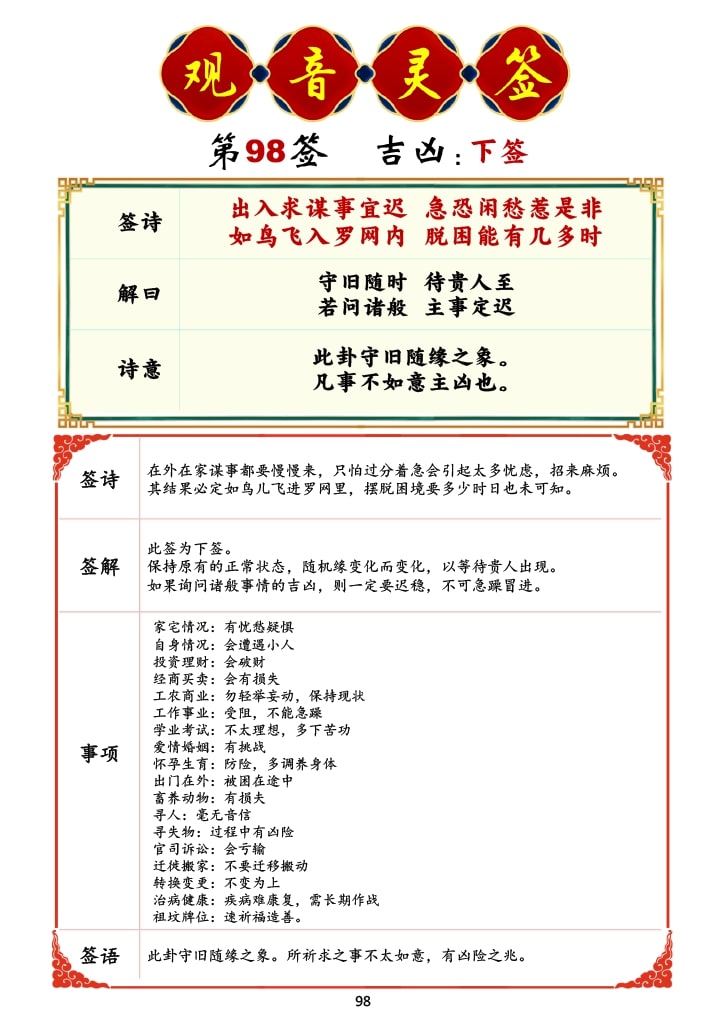 观音灵签
第98签 吉凶:下签
签诗
出入求谋事宜迟 急恐闲愁惹是非
如鸟飞入罗网内 脱困能有几多时
解曰
守旧随时 待贵人至
若问诸般 主事定迟
诗意
此卦守旧随缘之象。
凡事不如意主凶也。
签诗
在外在家谋事都要慢慢来，只怕过分着急会引起太多忧虑，招来麻烦。
其结果必定如鸟儿飞进罗网里，摆脱困境要多少时日也未可知。
签解
此签为下签。
保持原有的正常状态，随机缘变化而变化，以等待贵人出现。
如果询问诸般事情的吉凶，则一定要迟稳，不可急躁冒进。
事项
家宅情况：有忧愁疑惧
自身情况：会遭遇小人
投资理财：会破财
经商买卖：会有损失
工农商业：勿轻举妄动，保持现状
工作事业：受阻，不能急躁
学业考试：不太理想，多下苦功
爱情婚姻：有挑战
怀孕生育：防险，多调养身体
出门在外：被困在途中
畜养动物：有损失
寻人：毫无音信
寻失物：过程中有凶险
官司诉讼：会亏输
迁徙搬家：不要迁移搬动
转换变更：不变为上
治病健康：疾病难康复，需长期作战
祖坟牌位：速祈福造善。
签语
此卦守旧随缘之象。所祈求之事不太如意，有凶险之兆。
98